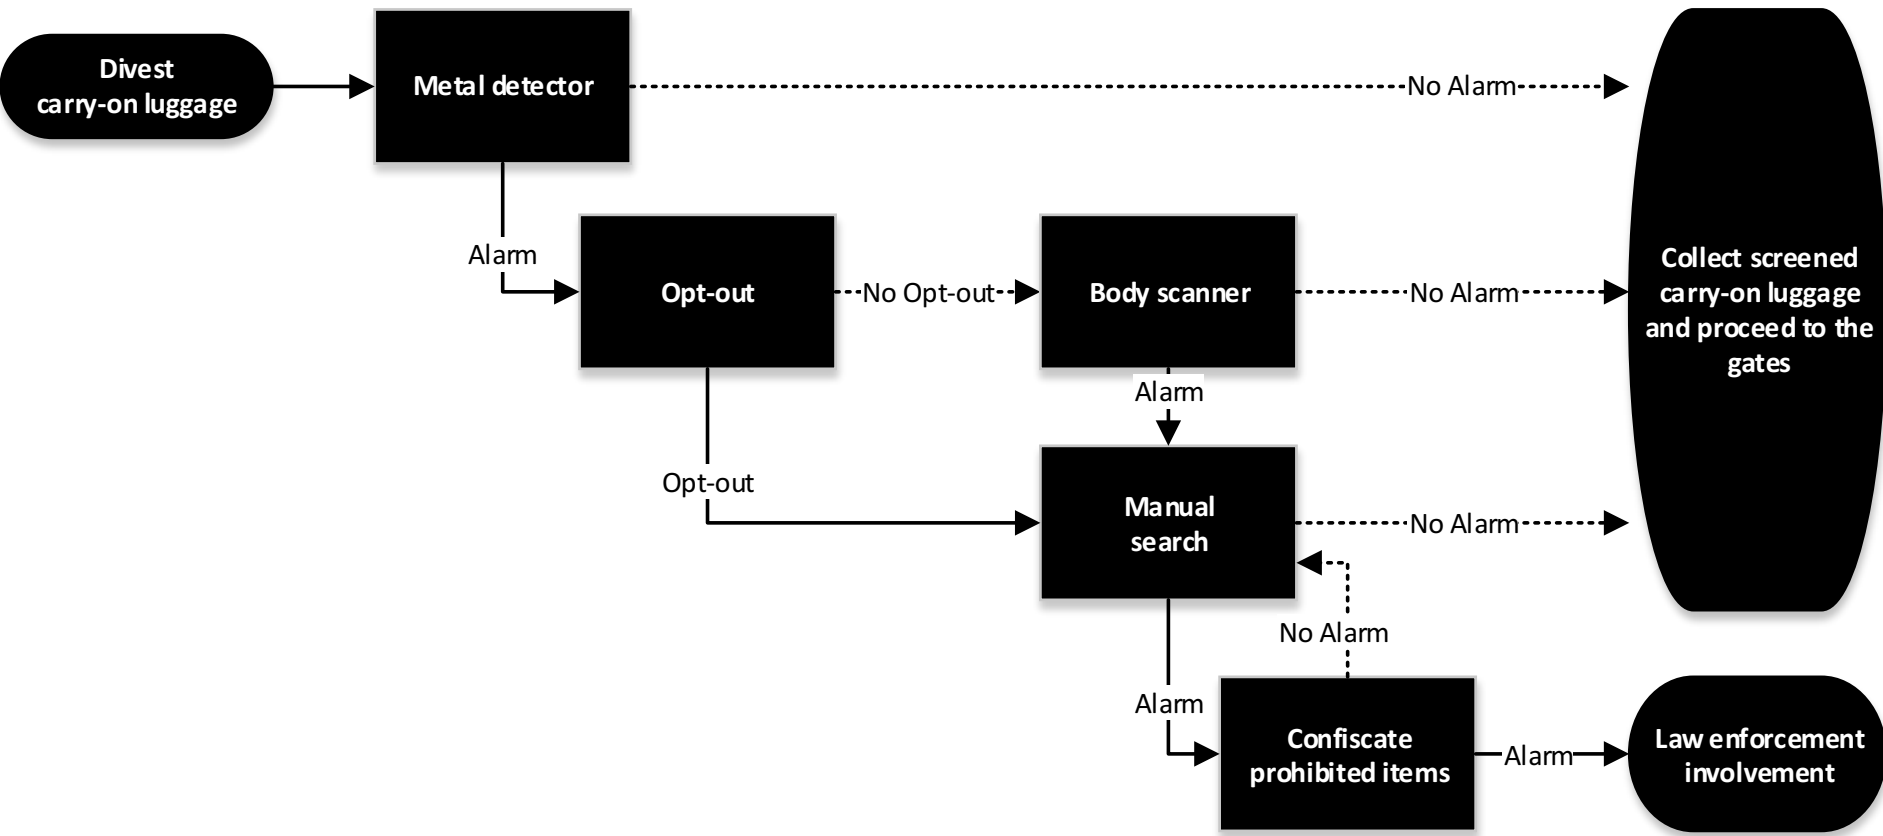 Divest
carry-on luggage
Metal detector
No Alarm
Alarm
Opt-out
No Opt-out
Body scanner
No Alarm
Collect screened
carry-on luggage
and proceed to the
gates
Alarm
Opt-out
Manual
search
No Alarm
No Alarm
Alarm
Confiscate
prohibited items
Alarm
Law enforcement
involvement